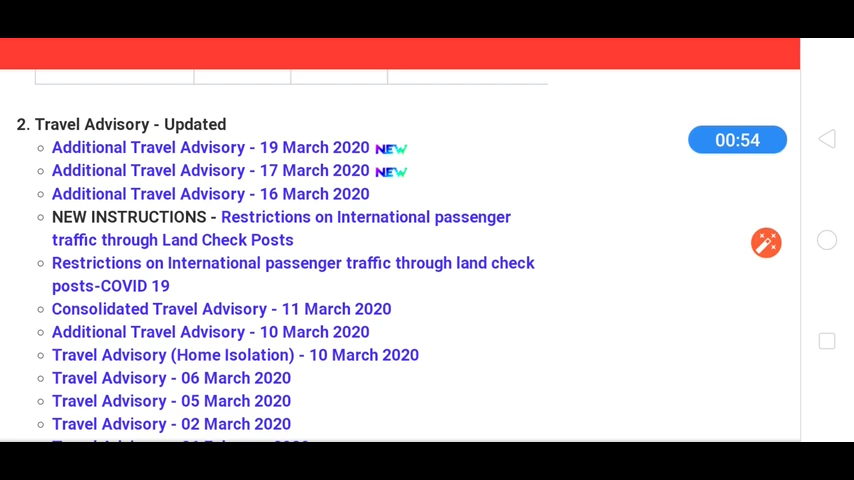 2. Travel Advisory - Updated
Additional Travel Advisory - 19 March 2020 NEW
Additional Travel Advisory - 17 March 2020 NEW
00:54
Additional Travel Advisory - 16 March 2020
NEW INSTRUCTIONS - Restrictions on International passenger
traffic through Land Check Posts
Restrictions on International passenger traffic through land check
posts-COVID 19
Consolidated Travel Advisory - 11 March 2020
Additional Travel Advisory - 10 March 2020
Travel Advisory (Home Isolation) - 10 March 2020
Travel Advisory - 06 March 2020
Travel Advisory - 05 March 2020
Travel Advisory - 02 March 2020